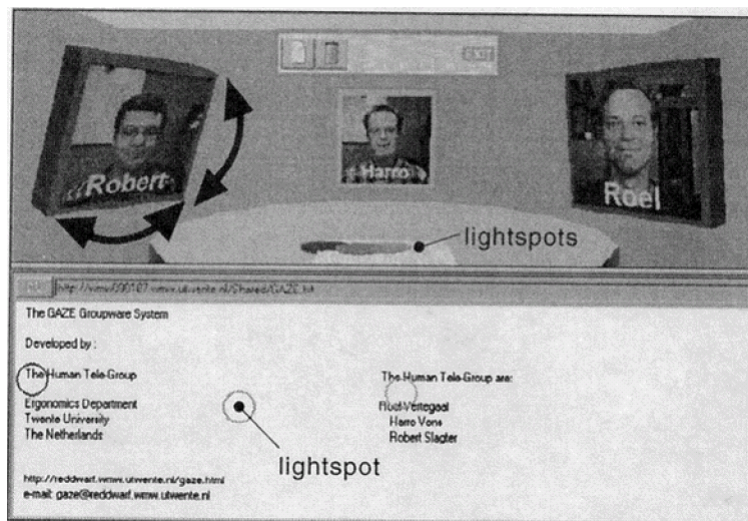 EXIT
Robert
Harro
Roel
lightspots
The GAZE Groupware System
Developed by :
The Human Tele-Group
The Human Tele-Group are:
Ergonomics Department
Roel Vertegaal
Twente University
Harro Vons
The Netherlands
Robert Slagter
lightspot
http://reddwarf.wmw.utwente.nl/gaze.html
e-mail: gaze@reddwarf.wmw.utwente.nl